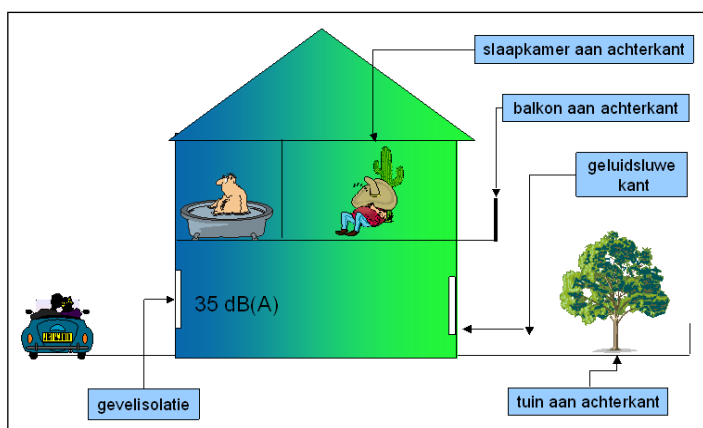 slaapkamer aan achterkant
balkon aan achterkant
geluidsluwe
kant
35 dB(A)
gevelisolatie
tuin aan achterkant